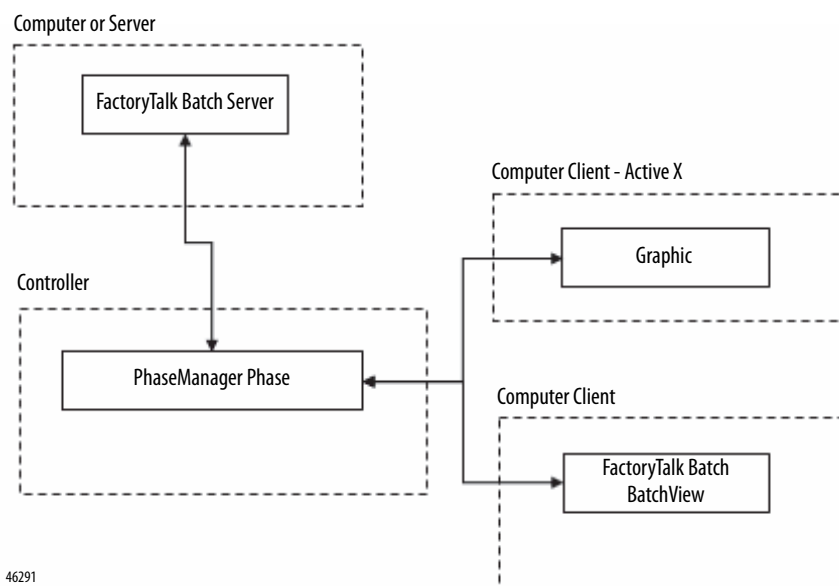 Computer or Server
FactoryTalk Batch Server
Computer Client - Active X
Graphic
Controller
PhaseManager Phase
Computer Client
FactoryTalk Batch
BatchView
46291